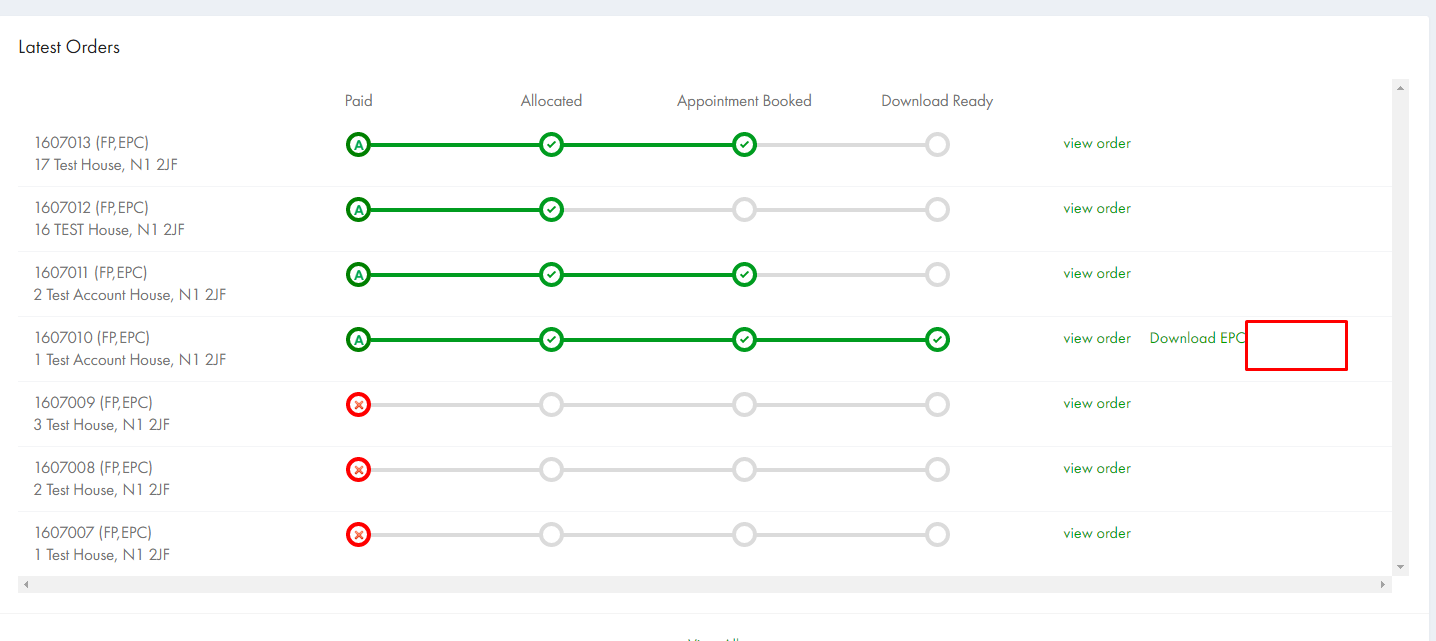 Latest Orders
Paid Allocated Appointment Booked Download Ready
1607013 (FP,EPC)
17 Test House, N1 2JF
A
view order
1607012 (FP,EPC)
16 TEST House, N1 2JF
A
view order
1607011 (FP,EPC)
2 Test Account House, N1 2JF
A
view order
1607010 (FP,EPC)
1 Test Account House, N1 2JF
A
view order Download EPC
1607009 (FP,EPC)
3 Test House, N1 2JF
view order
1607008 (FP,EPC)
2 Test House, N1 2JF
view order
1607007 (FP,EPC)
1 Test House, N1 2JF
view order